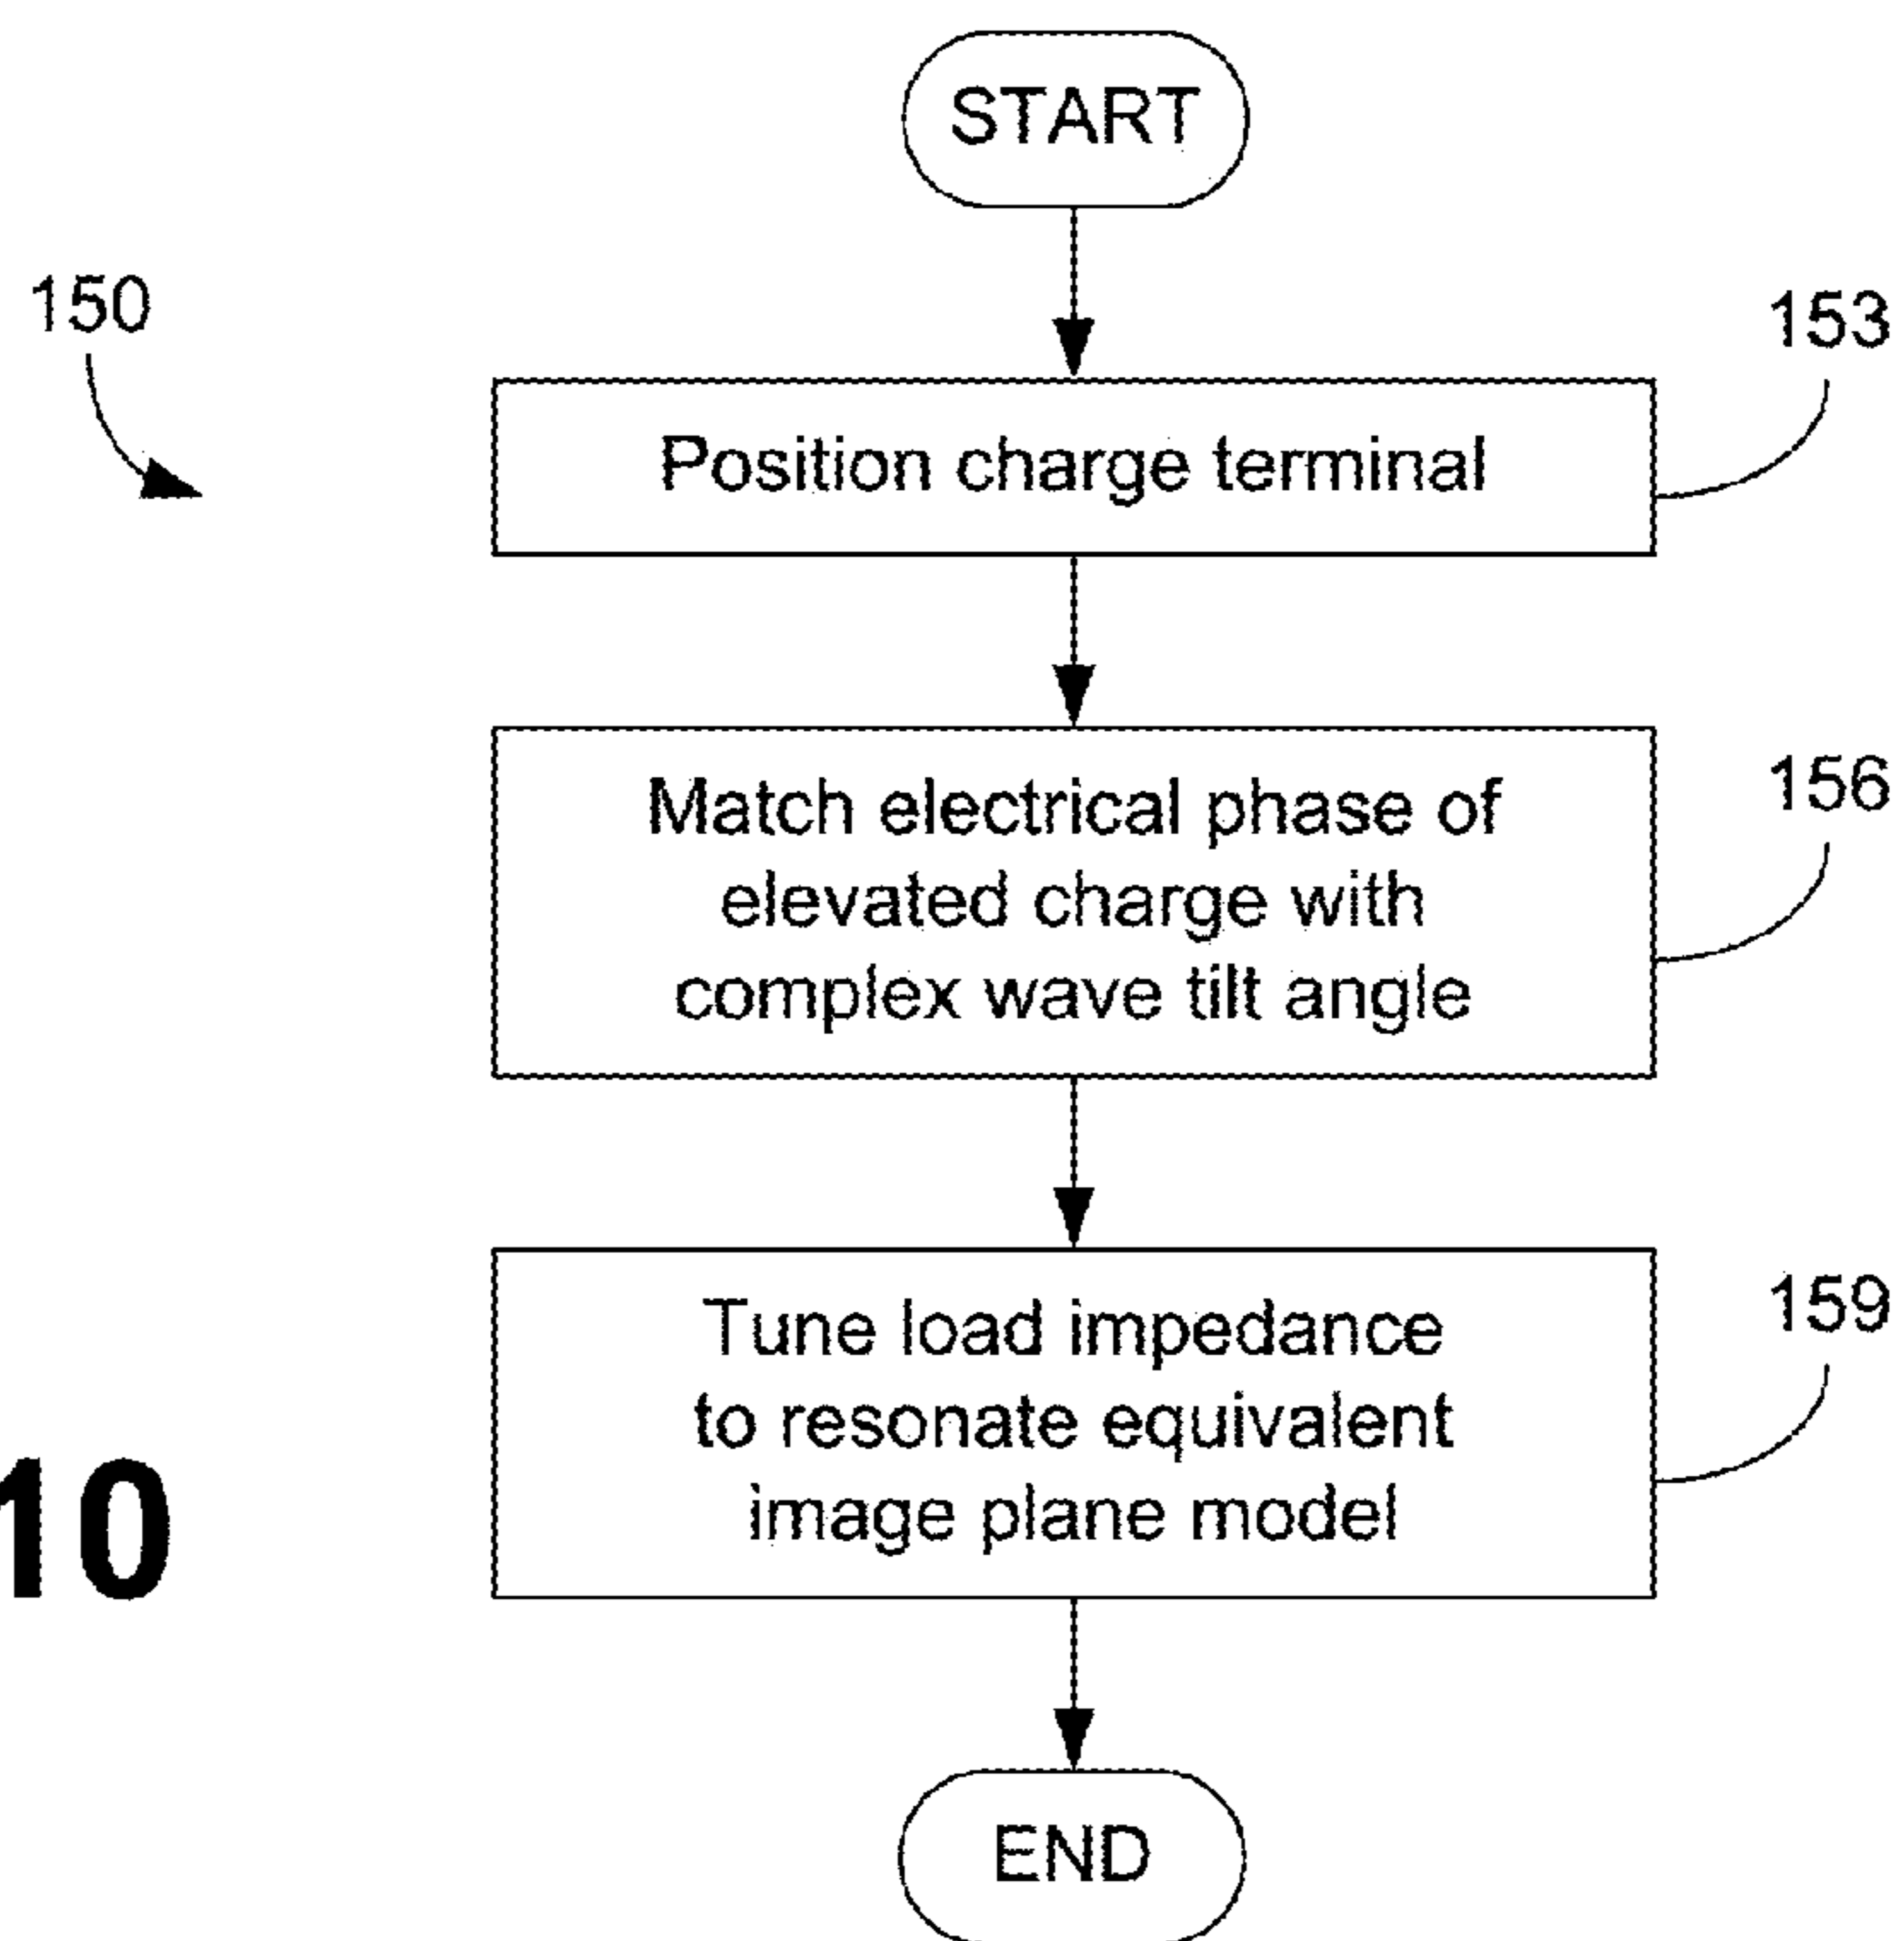 START
150
153
Position charge terminal
156
Match electrical phase of
elevated charge with
complex wave tilt angle
159
Tune load impedance
to resonate equivalent
image plane model
10
END